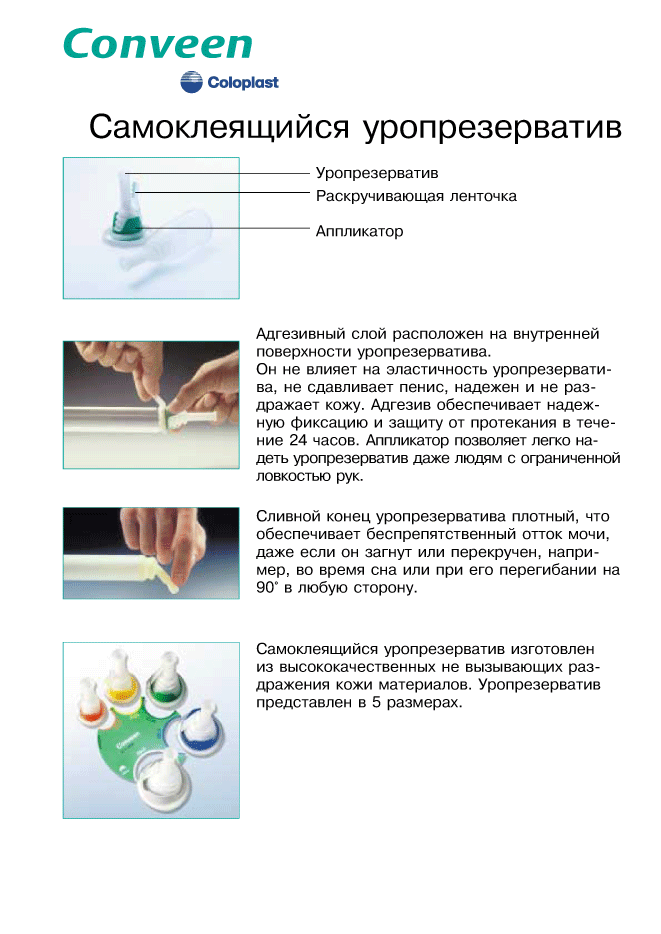 Conveen
Coloplast
Самоклеящийся уропрезерватив
Уропрезерватив
Раскручивающая ленточка
Аппликатор
Адгезивный слой расположен на внутренней
поверхности уропрезерватива.
Он не влияет на эластичность уропрезервати-
ва, не сдавливает пенис, надежен и не раз-
дражает кожу. Адгезив обеспечивает надеж-
ную фиксацию и защиту от протекания в тече-
ние 24 часов. Аппликатор позволяет легко на-
деть уропрезерватив даже людям с ограниченной
ловкостью рук.
Сливной конец уропрезерватива плотный, что
обеспечивает беспрепятственный отток мочи,
даже если он загнут или перекручен, напри-
мер, во время сна или при его перегибании на
90˚ в любую сторону.
Самоклеящийся уропрезерватив изготовлен
из высококачественных не вызывающих раз-
дражения кожи материалов. Уропрезерватив
представлен в 5 размерах.
Conveen